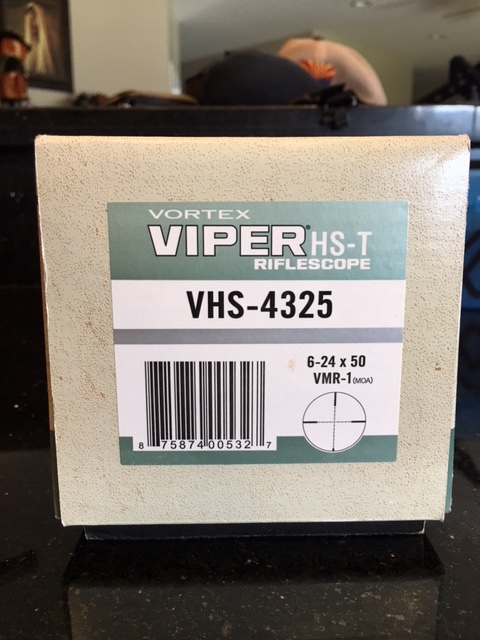 VORTEX
VIPER® HS-T
RIFLESCOPE
VHS-4325
6-24 x 50
VMR-1 (MOA)
8 75874 00532 7